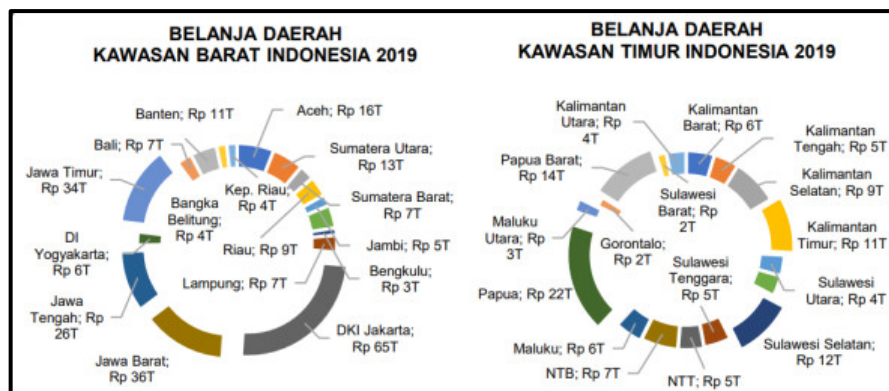 BELANJA DAERAH
KAWASAN BARAT INDONESIA 2019
Banten; Rp 11T
Aceh; Rp 16T
Bali; Rp 7T
Sumatera Utara;
Rp 13T
Jawa Timur;
Rp 34T
Kep. Riau;
Rp 4T
Sumatera Barat;
Rp 7T
Bangka
Belitung;
Rp 4T
DI
Yogyakarta;
Rp 6T
Riau; Rp 9T
Jambi; Rp 5T
Lampung; Rp 7T
Bengkulu;
Rp 3T
Jawa
Tengah; Rp
26T
DKI Jakarta;
Rp 65T
Jawa Barat;
Rp 36T
BELANJA DAERAH
KAWASAN TIMUR INDONESIA 2019
Kalimantan
Utara; Rp
4T
Kalimantan
Barat; Rp 6T
Kalimantan
Tengah; Rp 5T
Papua Barat;
Rp 14T
Kalimantan
Selatan; Rp 9T
Sulawesi
Barat; Rp
2T
Maluku
Utara; Rp
3T
Gorontalo;
Rp 2T
Kalimantan
Timur; Rp 11T
Sulawesi
Tenggara;
Rp 5T
Papua; Rp 22T
Sulawesi
Utara; Rp 4T
Sulawesi Selatan;
Rp 12T
Maluku; Rp 6T
NTB; Rp 7T
NTT; Rp 5T